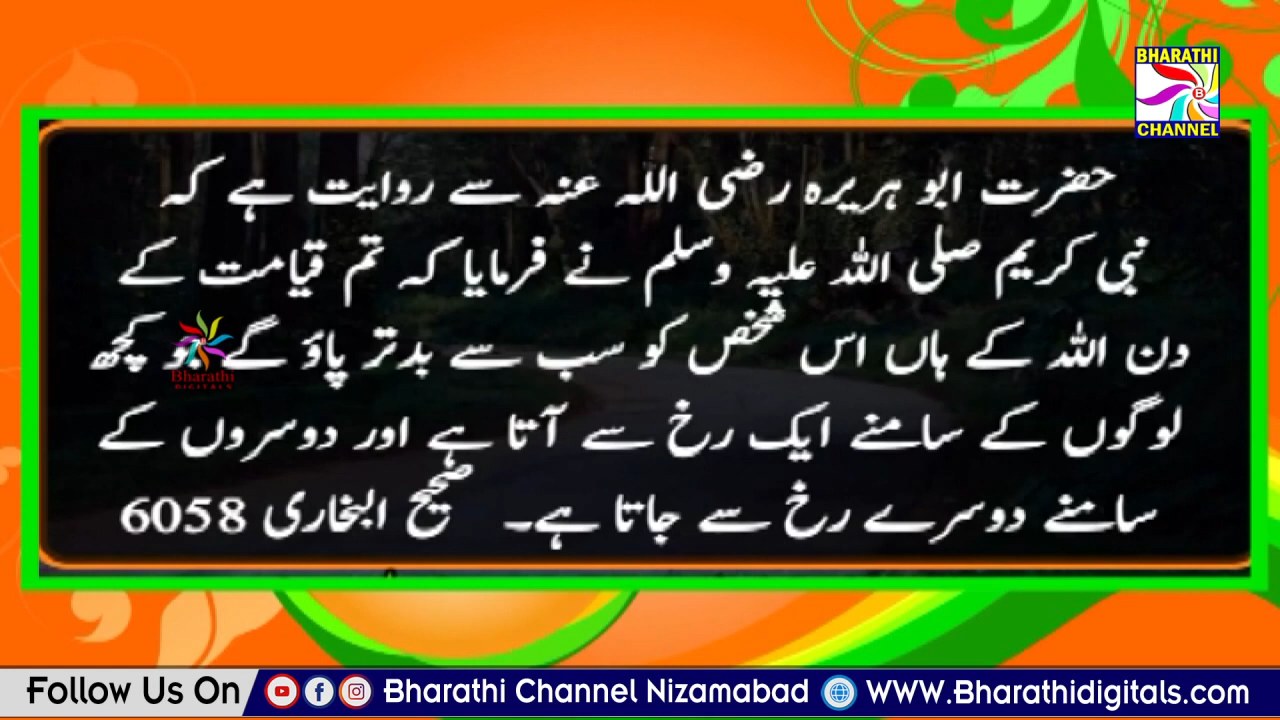 BHARATHI
CHANNEL
حضرت ابو ہریرہ رضی اللہ عنہ سے روایت ہے کہ
نبی کریم صلی اللہ علیہ وسلم نے فرمایا کہ تم قیامت کے
دن اللہ کے ہاں اس شخص کو سب سے بدتر پاؤ گے جو کچھ
لوگوں کے سامنے ایک رخ سے آتا ہے اور دوسروں کے
سامنے دوسرے رخ سے جاتا ہے۔ صحیح البخاری 6058
Bharathi
DIGITALS
Follow Us On Bharathi Channel Nizamabad WWW.Bharathidigitals.com